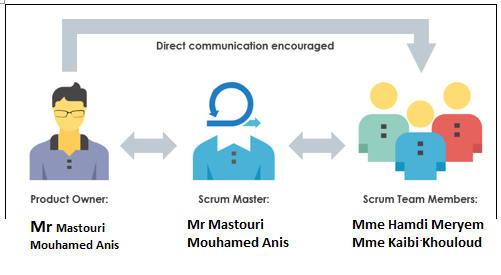 Direct communication encouraged
Product Owner:
Mr Mastouri
Mouhamed Anis
Scrum Master:
Mr Mastouri
Mouhamed Anis
Scrum Team Members:
Mme Hamdi Meryem
Mme Kaibi Khouloud